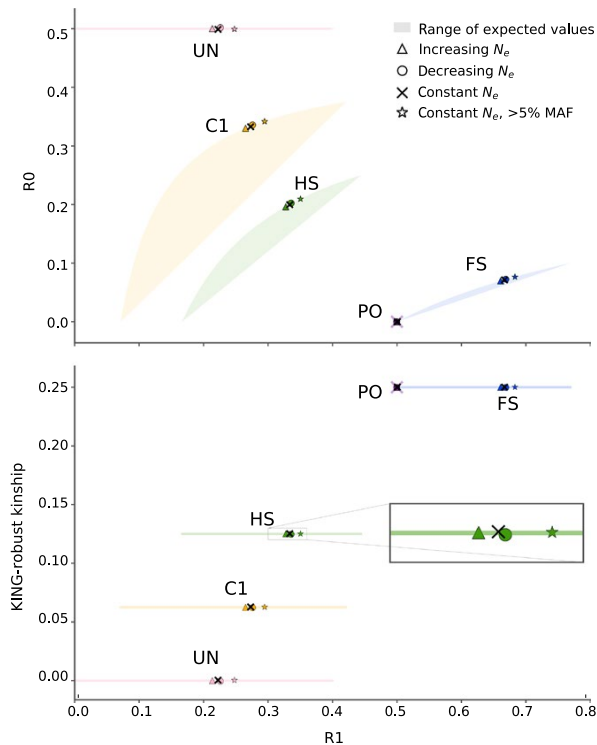 0.5
0.4
0.3
0.2
0.1
0.0
R0
UN
C1
HS
PO
FS
Range of expected values
Increasing Nₑ
Decreasing Nₑ
Constant Nₑ
Constant Nₑ, >5% MAF
0.25
0.20
0.15
0.10
0.05
0.00
KING-robust kinship
PO
FS
HS
C1
UN
0.0 0.1 0.2 0.3 0.4 0.5 0.6 0.7 0.8
R1